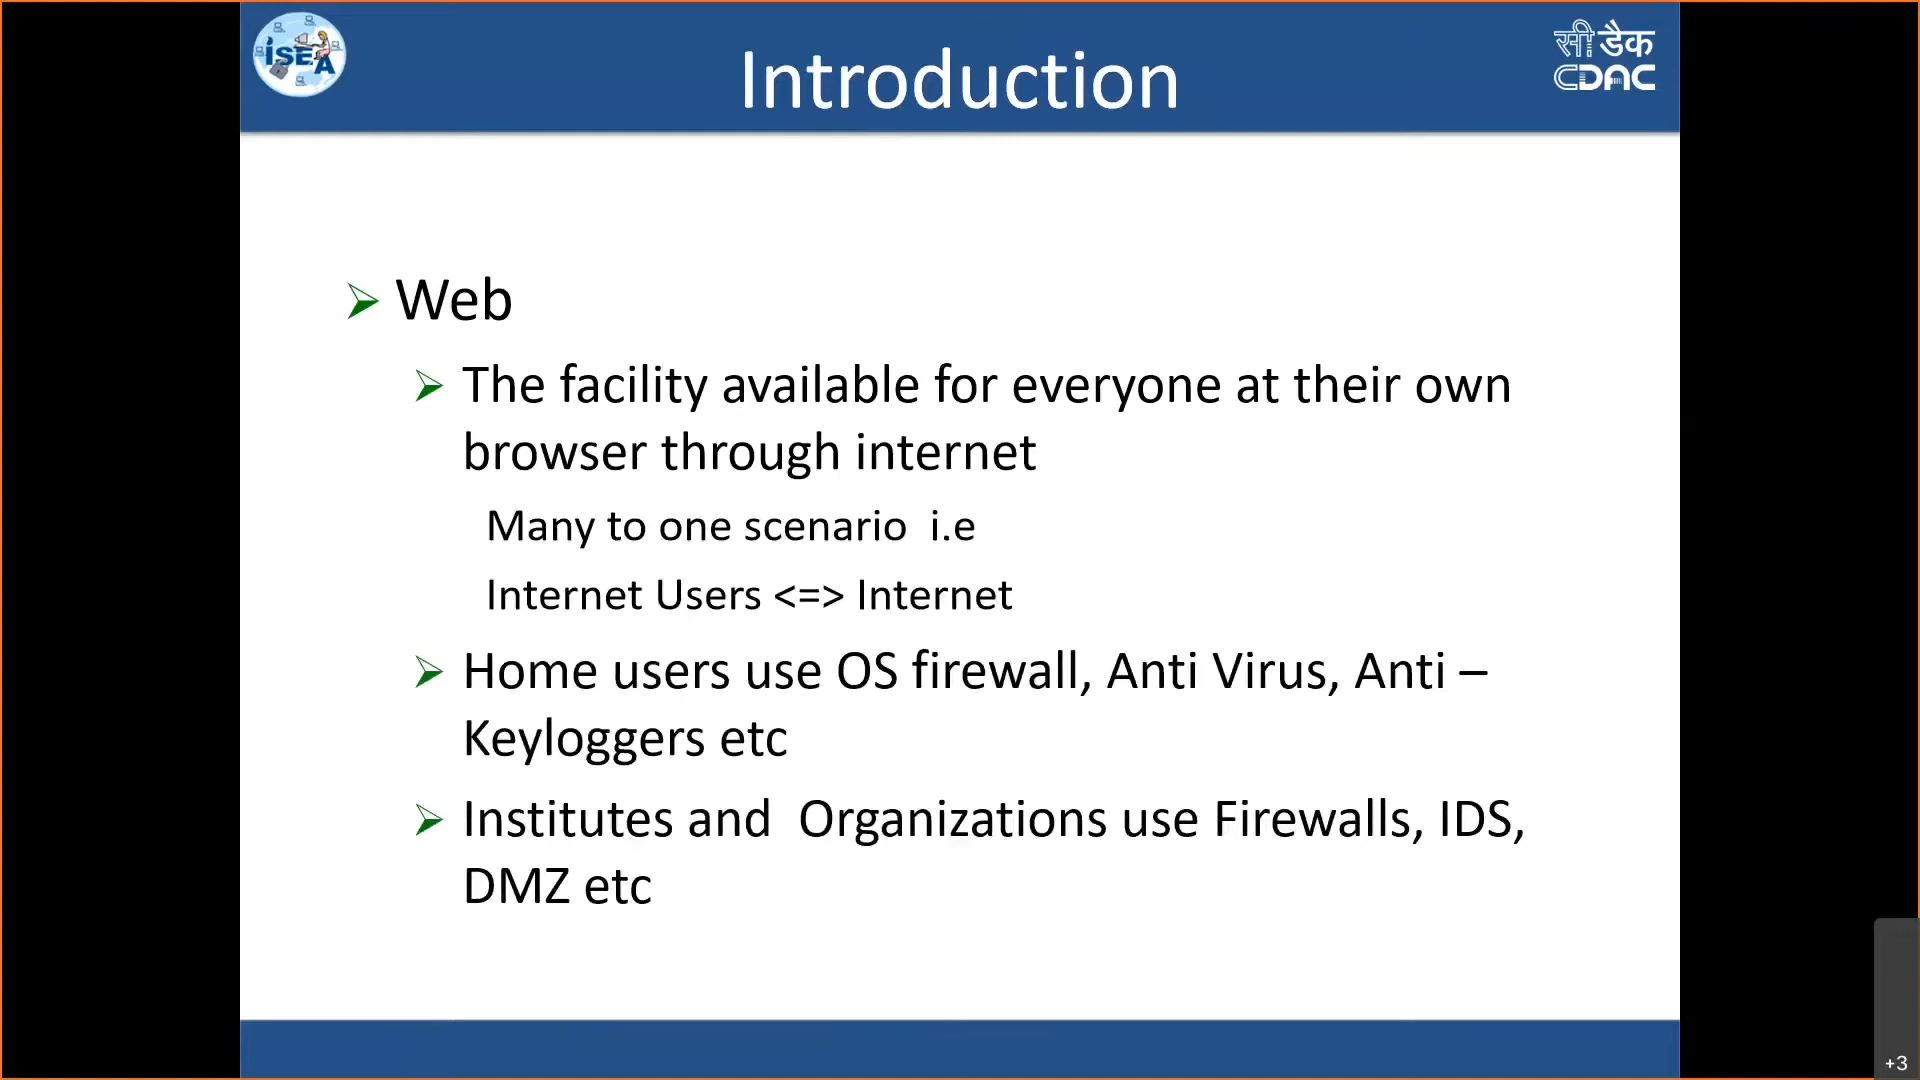 iSEA
Introduction
सी डैक
CDAC
Web
The facility available for everyone at their own
browser through internet
Many to one scenario  i.e
Internet Users <=> Internet
Home users use OS firewall, Anti Virus, Anti –
Keyloggers etc
Institutes and  Organizations use Firewalls, IDS,
DMZ etc
+3